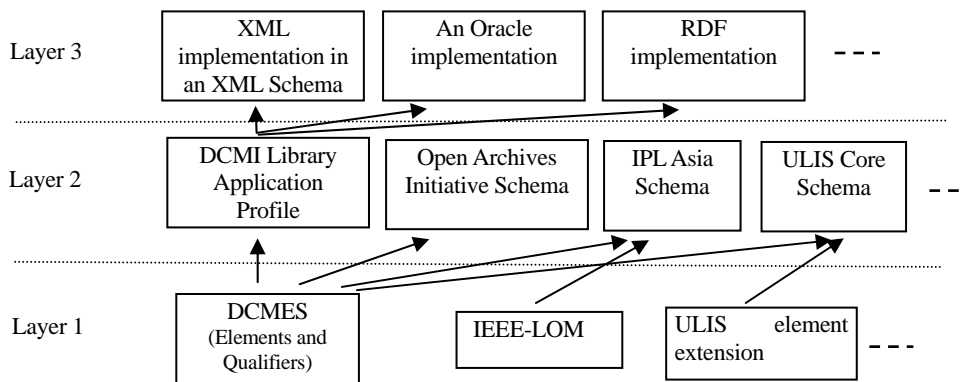 Layer 3
XML
implementation in
an XML Schema
An Oracle
implementation
RDF
implementation
Layer 2
DCMI Library
Application
Profile
Open Archives
Initiative Schema
IPL Asia
Schema
ULIS Core
Schema
Layer 1
DCMES
(Elements and
Qualifiers)
IEEE-LOM
ULIS element
extension